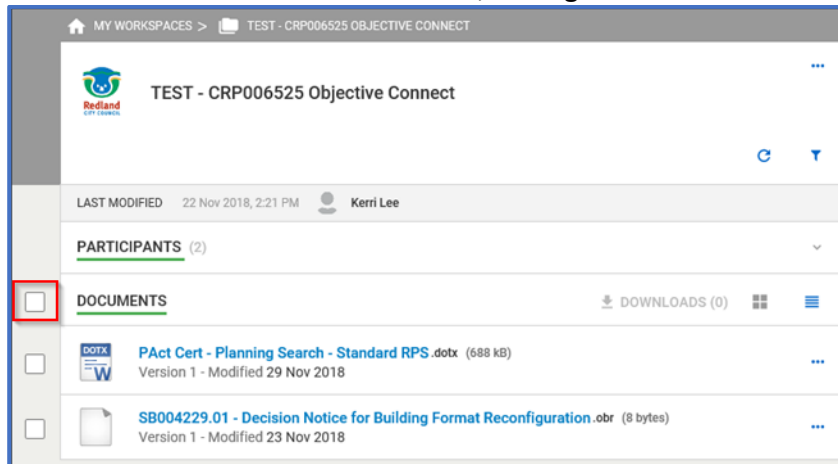 MY WORKSPACES > TEST - CRP006525 OBJECTIVE CONNECT
Redland
CITY COUNCIL
TEST - CRP006525 Objective Connect
LAST MODIFIED 22 Nov 2018, 2:21 PM Kerri Lee
PARTICIPANTS (2)
DOCUMENTS DOWNLOADS (0)
DOTX
W
PAct Cert - Planning Search - Standard RPS.dotx (688 kB)
Version 1 - Modified 29 Nov 2018
SB004229.01 - Decision Notice for Building Format Reconfiguration.obr (8 bytes)
Version 1 - Modified 23 Nov 2018